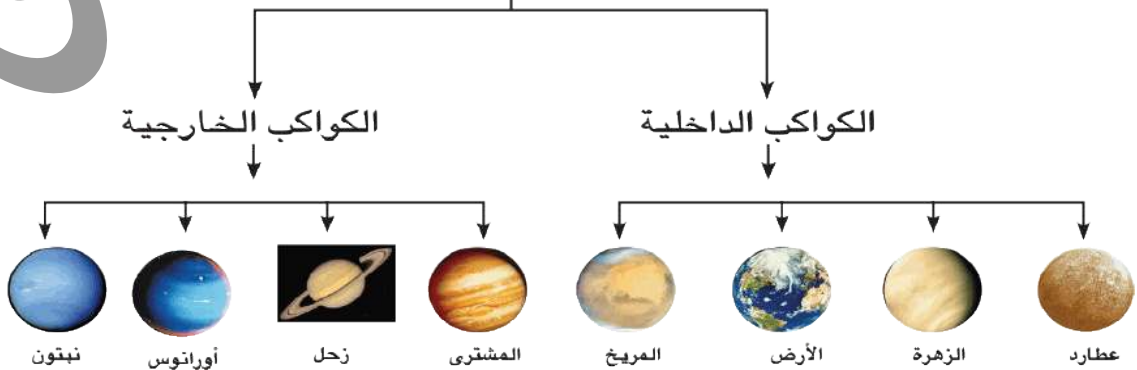 الكواكب الداخلية
الكواكب الخارجية
عطارد
الزهرة
الأرض
المريخ
المشترى
زحل
أورانوس
نبتون